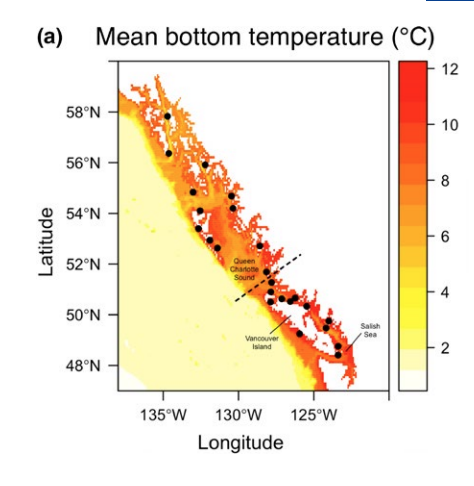 (a) Mean bottom temperature (°C)
12
10
8
6
4
2
58°N
56°N
54°N
52°N
50°N
48°N
Latitude
Queen
Charlotte
Sound
Vancouver
Island
Salish
Sea
135°W 130°W 125°W
Longitude